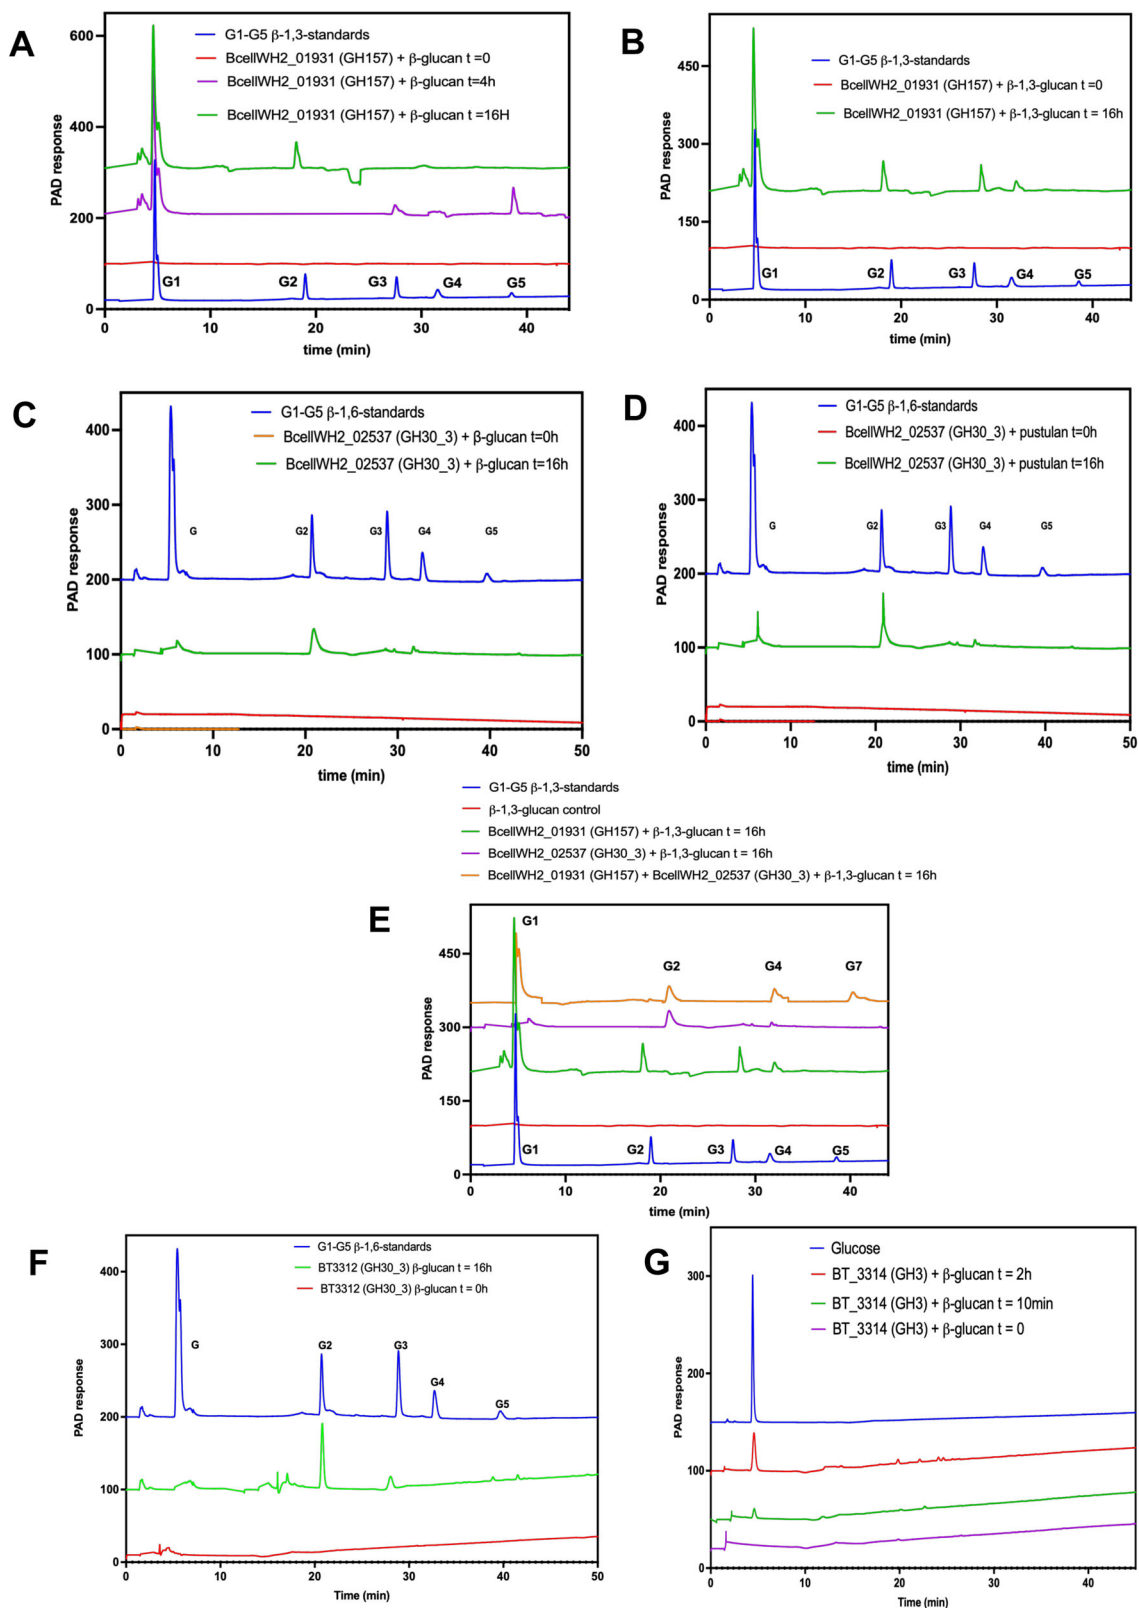 A
G1-G5 β-1,3-standards
BcellWH2_01931 (GH157) + β-glucan t =0
BcellWH2_01931 (GH157) + β-glucan t=4h
BcellWH2_01931 (GH157) + β-glucan t =16H
PAD response
600
400
200
0
G1
G2
G3
G4
G5
0
10
20
30
40
time (min)
B
G1-G5 β-1,3-standards
BcellWH2_01931 (GH157) + β-1,3-glucan t =0
BcellWH2_01931 (GH157) + β-1,3-glucan t = 16h
PAD response
450
300
150
0
G1
G2
G3
G4
G5
0
10
20
30
40
time (min)
C
G1-G5 β-1,6-standards
BcellWH2_02537 (GH30_3) + β-glucan t=0h
BcellWH2_02537 (GH30_3) + β-glucan t=16h
PAD response
400
300
200
100
0
G
G2
G3
G4
G5
0
10
20
30
40
50
time (min)
D
G1-G5 β-1,6-standards
BcellWH2_02537 (GH30_3) + pustulan t=0h
BcellWH2_02537 (GH30_3) + pustulan t=16h
PAD response
400
300
200
100
0
G
G2
G3
G4
G5
0
10
20
30
40
50
time (min)
G1-G5 β-1,3-standards
β-1,3-glucan control
BcellWH2_01931 (GH157) + β-1,3-glucan t = 16h
BcellWH2_02537 (GH30_3) + β-1,3-glucan t = 16h
BcellWH2_01931 (GH157) + BcellWH2_02537 (GH30_3) + β-1,3-glucan t = 16h
E
PAD response
450
300
150
0
G1
G2
G4
G7
G1
G2
G3
G4
G5
0
10
20
30
40
time (min)
F
G1-G5 β-1,6-standards
BT3312 (GH30_3) β-glucan t = 16h
BT3312 (GH30_3) β-glucan t = 0h
PAD response
400
300
200
100
0
G
G2
G3
G4
G5
0
10
20
30
40
50
Time (min)
G
Glucose
BT_3314 (GH3) + β-glucan t = 2h
BT_3314 (GH3) + β-glucan t = 10min
BT_3314 (GH3) + β-glucan t = 0
PAD response
300
200
100
0
0
10
20
30
40
Time (min)